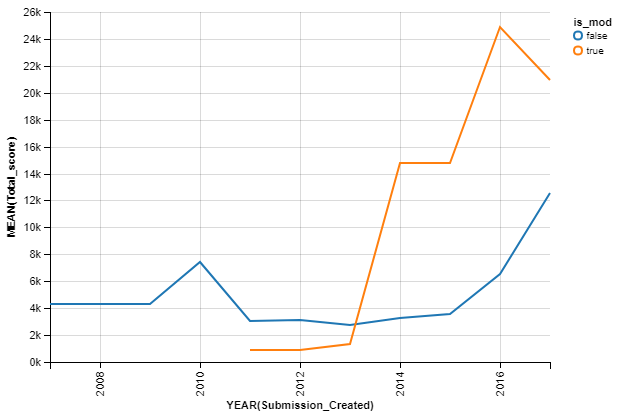 26k
24k
22k
20k
18k
16k
14k
12k
10k
8k
6k
4k
2k
0k
MEAN(Total_score)
2008
2010
2012
2014
2016
YEAR(Submission_Created)
is_mod
false
true